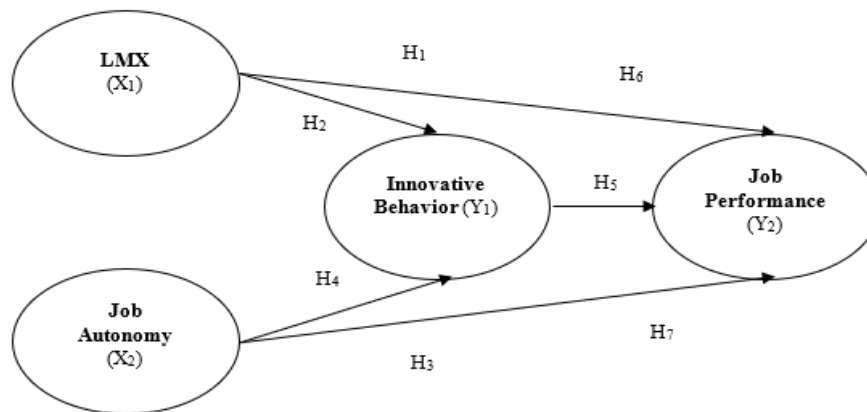 LMX
(X₁)
H₁
H₆
H₂
Innovative
Behavior (Y₁)
H₅
Job
Performance
(Y₂)
H₄
Job
Autonomy
(X₂)
H₃
H₇